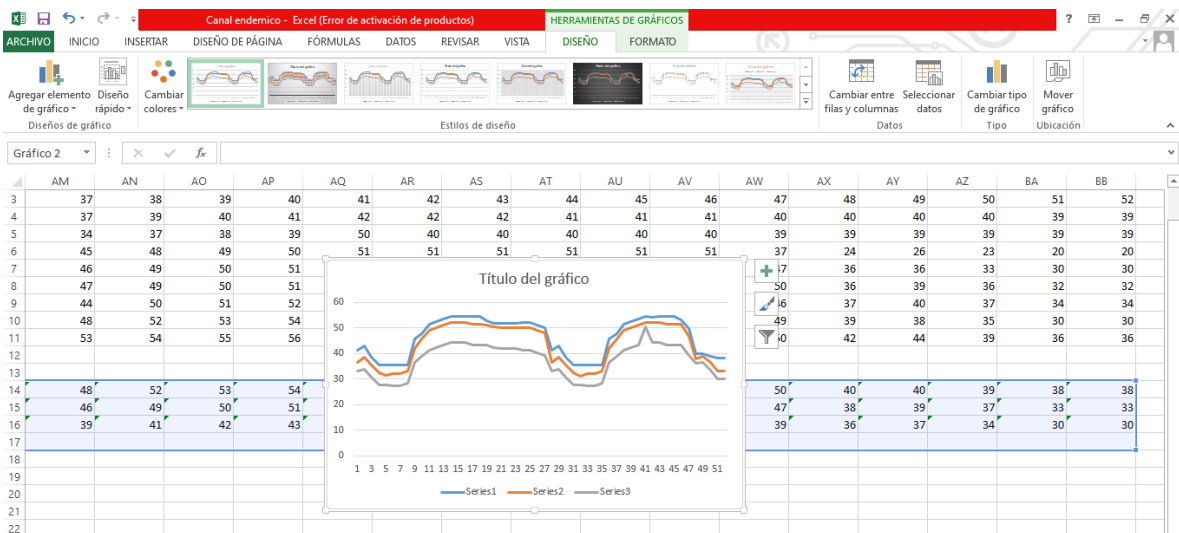 Canal endemico - Excel (Error de activación de productos)
HERRAMIENTAS DE GRÁFICOS
?
ARCHIVO INICIO INSERTAR DISEÑO DE PÁGINA FÓRMULAS DATOS REVISAR VISTA DISEÑO FORMATO
Agregar elemento de gráfico
Diseño rápido
Cambiar colores
Cambiar entre filas y columnas
Seleccionar datos
Cambiar tipo de gráfico
Mover gráfico
Diseños de gráfico Estilos de diseño Datos Tipo Ubicación
Gráfico 2 fx
AM AN AO AP AQ AR AS AT AU AV AW AX AY AZ BA BB
3 37 38 39 40 41 42 43 44 45 46 47 48 49 50 51 52
4 37 39 40 41 42 42 42 41 41 41 40 40 40 40 39 39
5 34 37 38 39 50 40 40 40 40 40 39 39 39 39 39 39
6 45 48 49 50 51 51 51 51 51 51 37 24 26 23 20 20
7 46 49 50 51 7 36 36 33 30 30
8 47 49 50 51 50 36 39 36 32 32
9 44 50 51 52 6 37 40 37 34 34
10 48 52 53 54 49 39 38 35 30 30
11 53 54 55 56 0 42 44 39 36 36
12
13
14 48 52 53 54 50 40 40 39 38 38
15 46 49 50 51 47 38 39 37 33 33
16 39 41 42 43 39 36 37 34 30 30
17
18
19
20
21
22
Título del gráfico
60
50
40
30
20
10
0
1 3 5 7 9 11 13 15 17 19 21 23 25 27 29 31 33 35 37 39 41 43 45 47 49 51
Series1 Series2 Series3